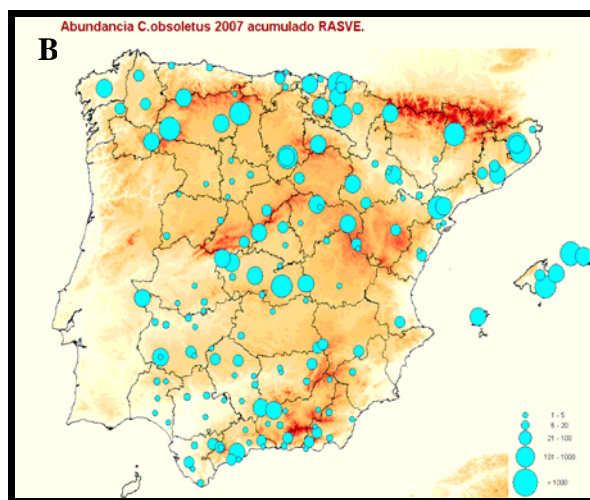 Abundancia C.obsoletus 2007 acumulado RASVE.
B
1 - 5
6 - 20
21 - 100
101 - 1000
> 1000